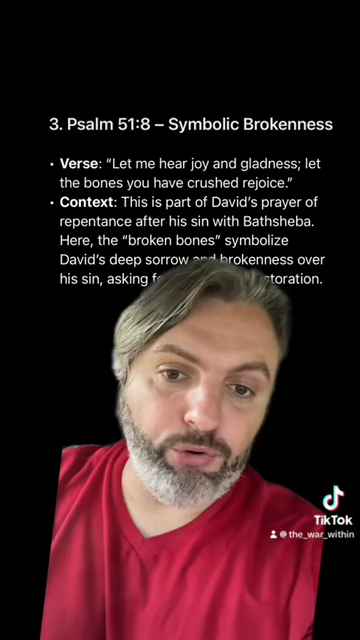 3. Psalm 51:8 – Symbolic Brokenness
• Verse: “Let me hear joy and gladness; let
the bones you have crushed rejoice.”
• Context: This is part of David’s prayer of
repentance after his sin with Bathsheba.
Here, the “broken bones” symbolize
David’s deep sorrow and brokenness over
his sin, asking
TikTok
@the_war_within